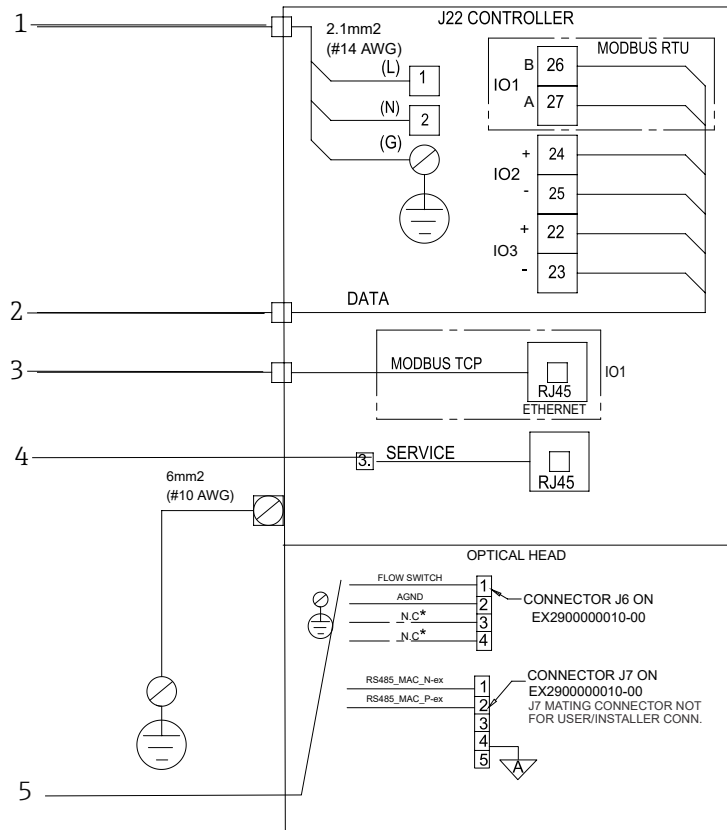 1
2.1mm2
(#14 AWG)
(L)
1
(N)
2
(G)
J22 CONTROLLER
MODBUS RTU
IO1
B
26
A
27
IO2
+
24
-
25
IO3
+
22
-
23
2
DATA
3
MODBUS TCP
RJ45
ETHERNET
IO1
4
3.
SERVICE
RJ45
6mm2
(#10 AWG)
OPTICAL HEAD
FLOW SWITCH
1
AGND
2
N.C*
3
N.C*
4
CONNECTOR J6 ON
EX2900000010-00
RS485_MAC_N-ex
1
RS485_MAC_P-ex
2
3
4
5
CONNECTOR J7 ON
EX2900000010-00
J7 MATING CONNECTOR NOT
FOR USER/INSTALLER CONN.
A
5